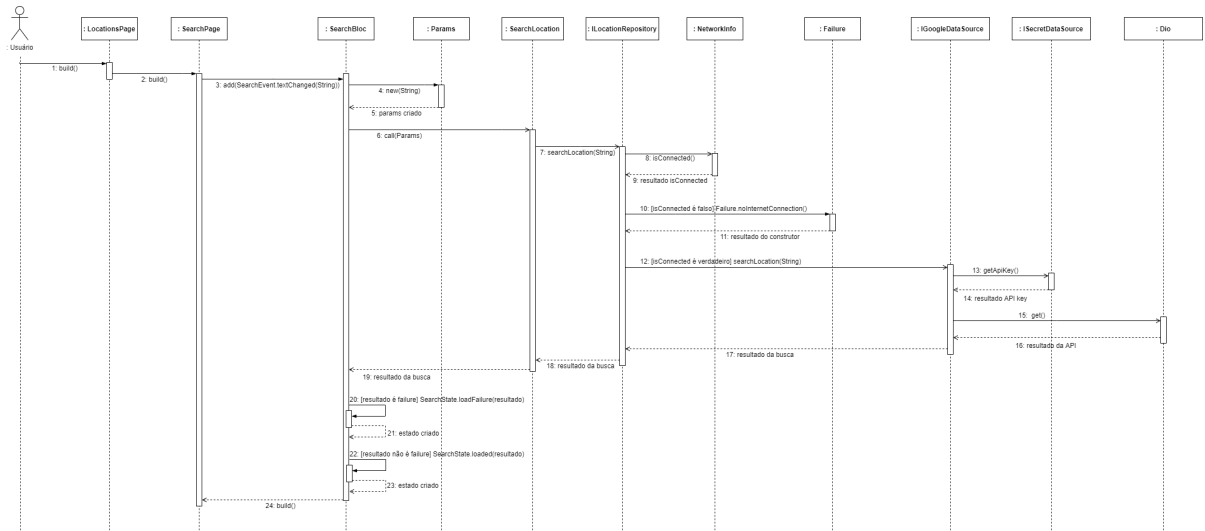 : LocationsPage
: SearchPage
: SearchBloc
: Params
: SearchLocation
: ILocationRepository
: NetworkInfo
: Failure
: IGoogleDataSource
: ISecretDataSource
: Dio
: Usuário
1: build()
2: build()
3: add(SearchEvent.textChanged(String))
4: new(String)
5: params criado
6: call(Params)
7: searchLocation(String)
8: isConnected()
9: resultado isConnected
10: [isConnected é falso] Failure.noInternetConnection()
11: resultado do construtor
12: [isConnected é verdadeiro] searchLocation(String)
13: getApiKey()
14: resultado API key
15: .get()
16: resultado da API
17: resultado da busca
18: resultado da busca
19: resultado da busca
20: [resultado é failure] SearchState.loadFailure(resultado)
21: estado criado
22: [resultado não é failure] SearchState.loaded(resultado)
23: estado criado
24: build()